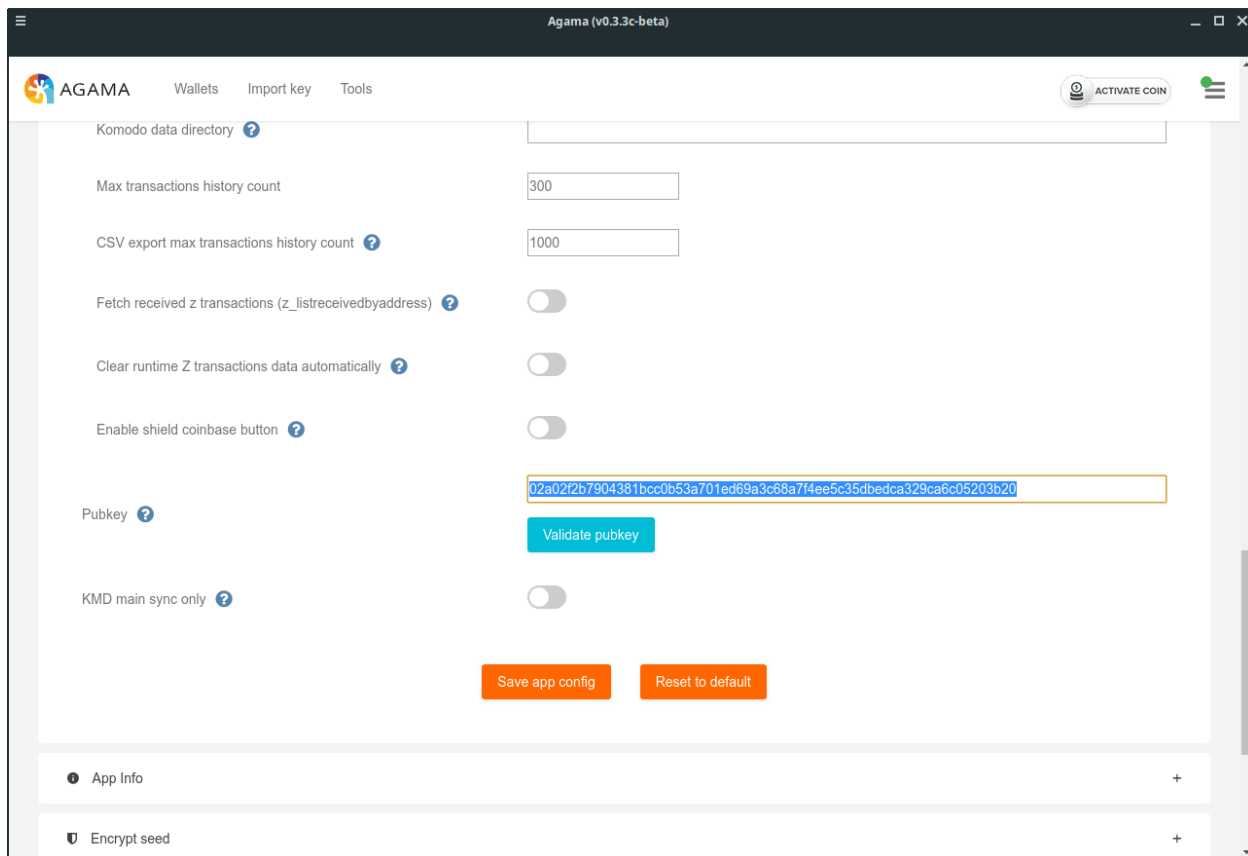 Agama (v0.3.3c-beta)
AGAMA Wallets Import key Tools ACTIVATE COIN
Komodo data directory ?
Max transactions history count 300
CSV export max transactions history count ? 1000
Fetch received z transactions (z_listreceivedbyaddress) ?
Clear runtime Z transactions data automatically ?
Enable shield coinbase button ?
02a02f2b7904381bcc0b53a701ed69a3c68a7f4ee5c35dbedca329ca6c05203b20
Pubkey ?
Validate pubkey
KMD main sync only ?
Save app config Reset to default
App Info +
Encrypt seed +